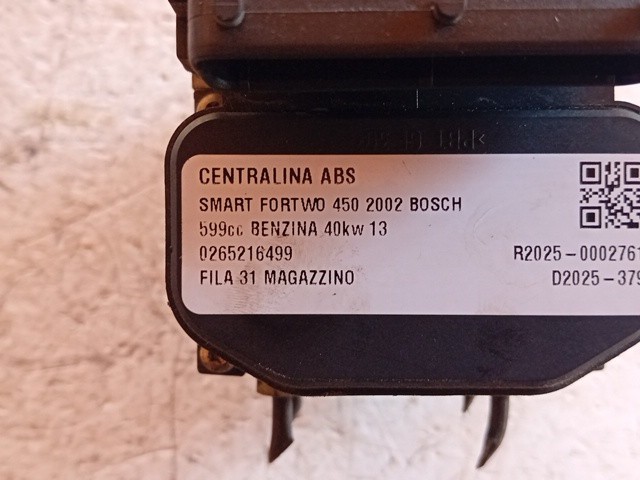 CENTRALINA ABS
SMART FORTWO 450 2002 BOSCH
599cc BENZINA 40kw 13
0265216499
R2025-0002761
FILA 31 MAGAZZINO
D2025-379